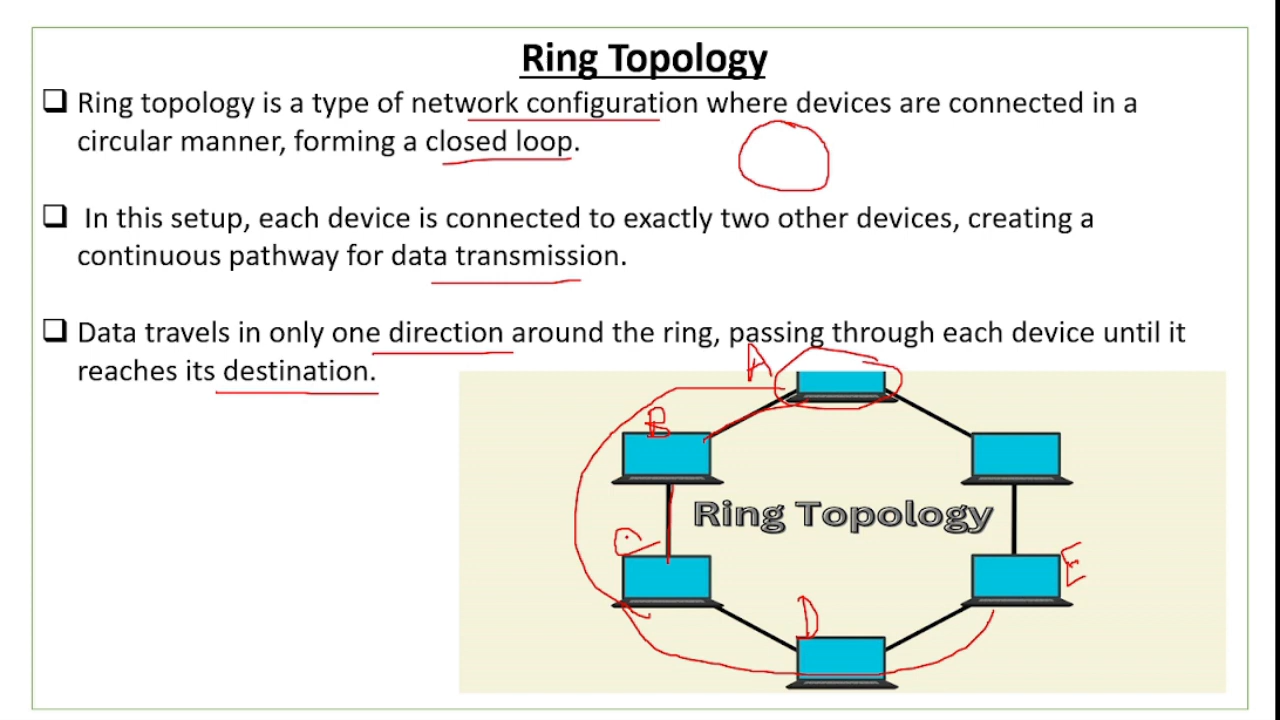 Ring Topology
❑ Ring topology is a type of network configuration where devices are connected in a
circular manner, forming a closed loop.
❑ In this setup, each device is connected to exactly two other devices, creating a
continuous pathway for data transmission.
❑ Data travels in only one direction around the ring, passing through each device until it
reaches its destination.
A
B
Ring Topology
E
D